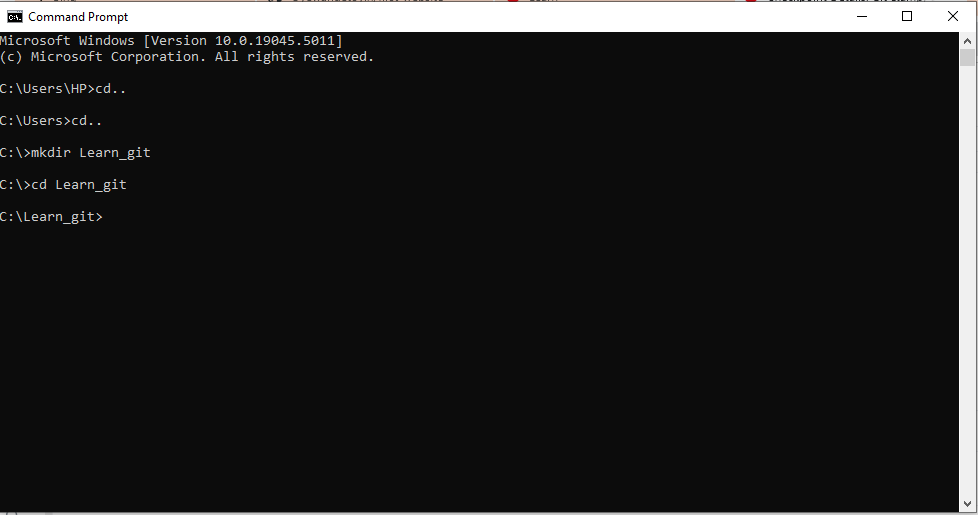 Command Prompt
Microsoft Windows [Version 10.0.19045.5011]
(c) Microsoft Corporation. All rights reserved.
C:\Users\HP>cd..
C:\Users>cd..
C:\>mkdir Learn_git
C:\>cd Learn_git
C:\Learn_git>